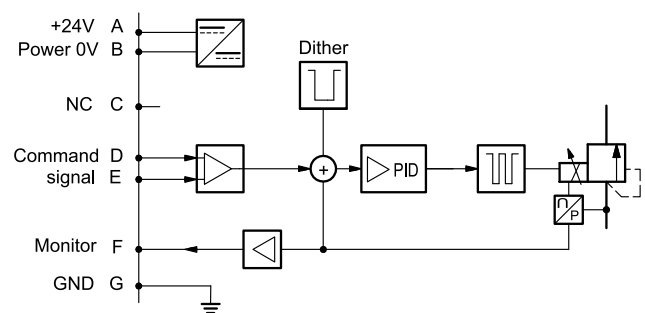 +24V A
Power 0V B
Dither
NC C
Command D
signal E
PID
Monitor F
GND G
U
P